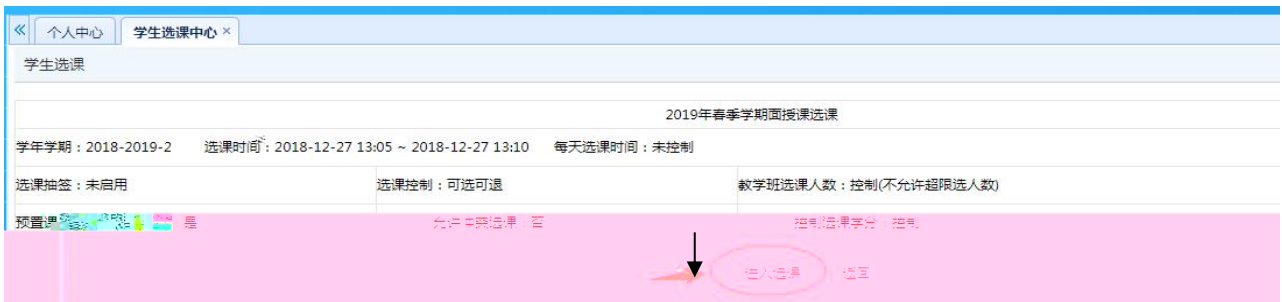 个人中心 学生选课中心 ×
学生选课
2019年春季学期面授课选课
学年学期：2018-2019-2 选课时间：2018-12-27 13:05 ~ 2018-12-27 13:10 每天选课时间：未控制
选课抽签：未启用 选课控制：可选可退 教学班选课人数：控制(不允许超限选人数)
预置课 是 允许冲突选课：否 控制选课学分：控制
进入选课